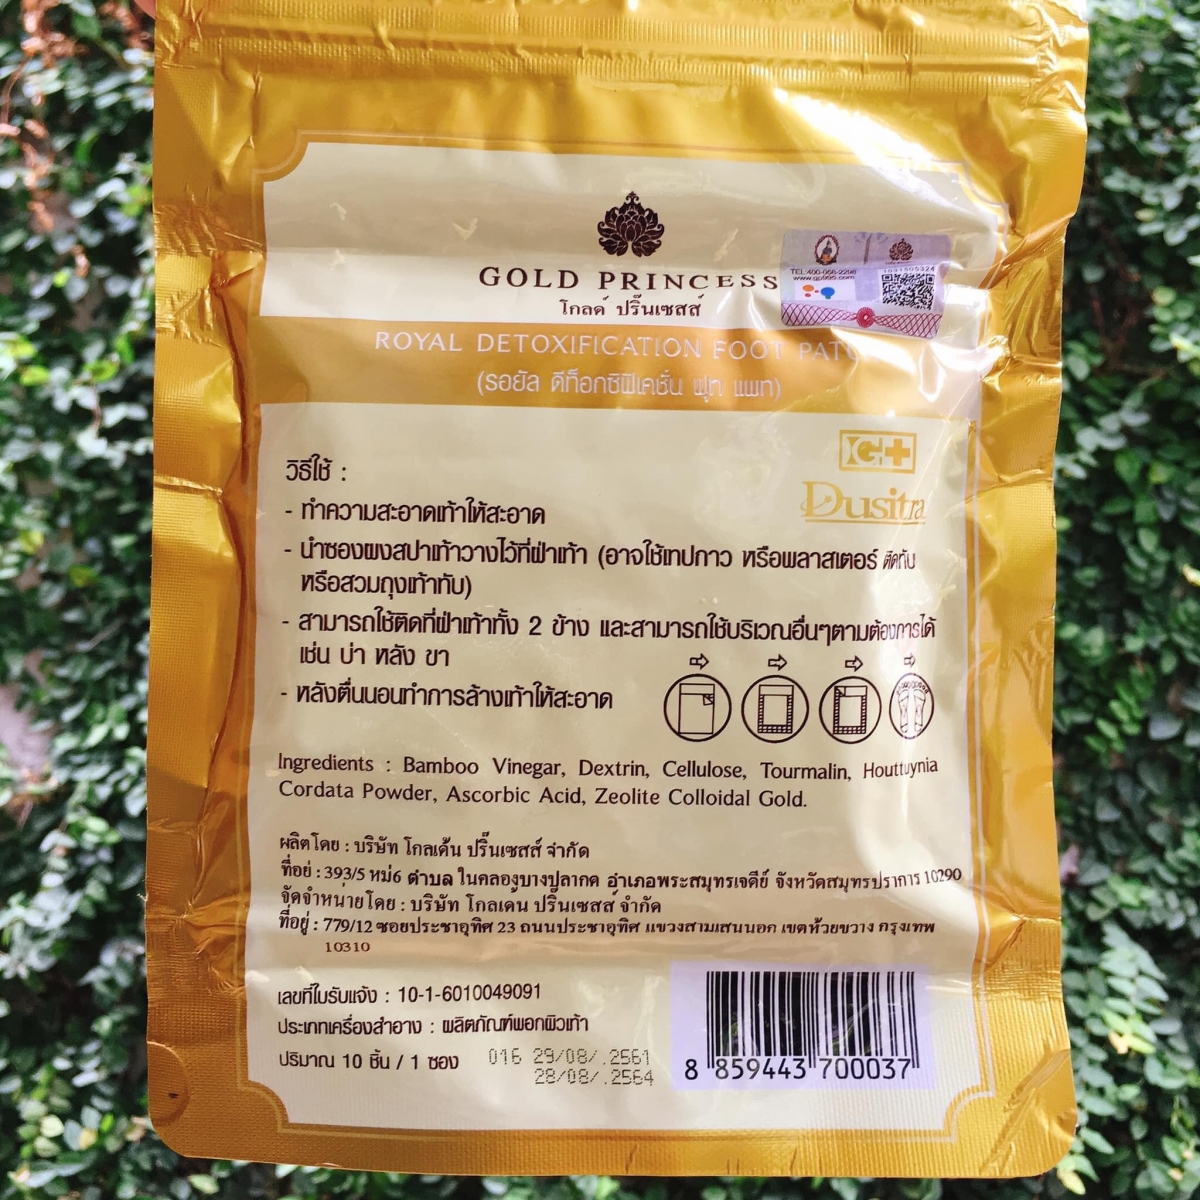 GOLD PRINCESS
โกลด์ ปริ๊นเซสส์
TEL:400-068-2298
www.gp895.com
1031505324
ROYAL DETOXIFICATION FOOT
(รอยัล ดีท็อกซิฟิเคชั่น ฟูท แพท)
G+
Dusitra
วิธีใช้ :
- ทำความสะอาดเท้าให้สะอาด
- นำซองผงสปาเท้าวางไว้ที่ฝ่าเท้า (อาจใช้เทปกาว หรือพลาสเตอร์ ติดทับ
หรือสวมถุงเท้าทับ)
- สามารถใช้ติดที่ฝ่าเท้าทั้ง 2 ข้าง และสามารถใช้บริเวณอื่นๆตามต้องการได้
เช่น บ่า หลัง ขา
- หลังตื่นนอนทำการล้างเท้าให้สะอาด
Ingredients : Bamboo Vinegar, Dextrin, Cellulose, Tourmalin, Houttuynia
Cordata Powder, Ascorbic Acid, Zeolite Colloidal Gold.
ผลิตโดย : บริษัท โกลเด้น ปริ๊นเซสส์ จำกัด
ที่อยู่ : 393/5 หมู่6 ตำบล ในคลองบางปลากด อำเภอพระสมุทรเจดีย์ จังหวัดสมุทรปราการ 10290
จัดจำหน่ายโดย : บริษัท โกลเด้น ปริ๊นเซสส์ จำกัด
ที่อยู่ : 779/12 ซอยประชาอุทิศ 23 ถนนประชาอุทิศ แขวงสามเสนนอก เขตห้วยขวาง กรุงเทพ
10310
เลขที่ใบรับแจ้ง : 10-1-6010049091
ประเภทเครื่องสำอาง : ผลิตภัณฑ์พอกผิวเท้า
ปริมาณ 10 ชิ้น / 1 ซอง
016 29/08/.2561
28/08/.2564
8 859443 700037